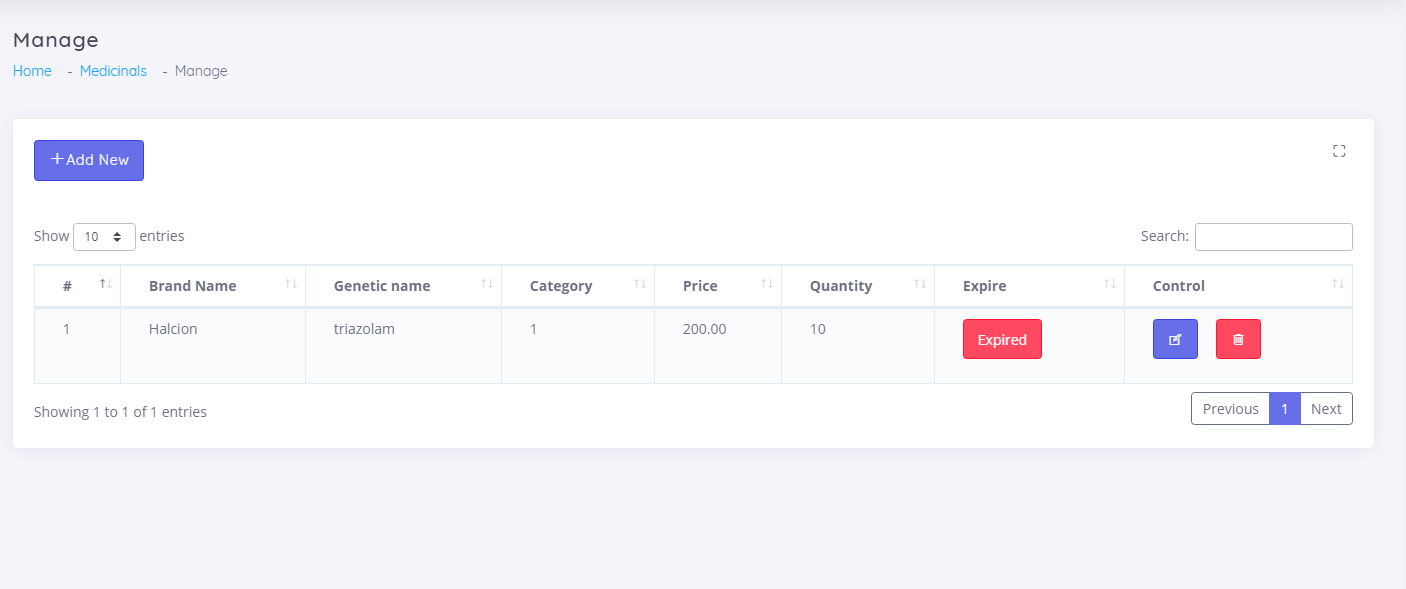 Manage
Home - Medicinals - Manage
+Add New
Show 10 entries Search:
# Brand Name Genetic name Category Price Quantity Expire Control
1 Halcion triazolam 1 200.00 10 Expired
Showing 1 to 1 of 1 entries Previous 1 Next